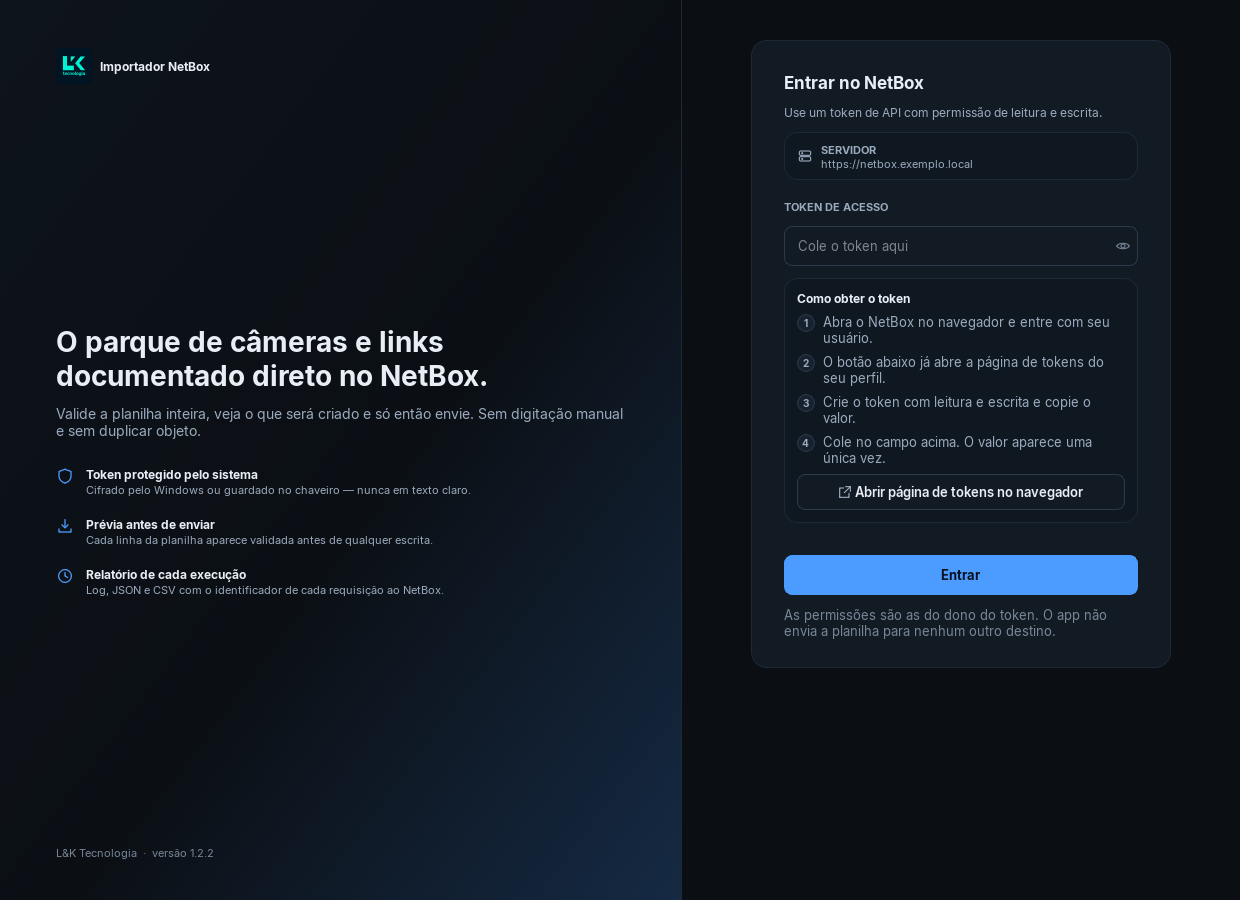 LK
tecnologia
Importador NetBox
O parque de câmeras e links
documentado direto no NetBox.
Valide a planilha inteira, veja o que será criado e só então envie. Sem digitação manual
e sem duplicar objeto.
Token protegido pelo sistema
Cifrado pelo Windows ou guardado no chaveiro — nunca em texto claro.
Prévia antes de enviar
Cada linha da planilha aparece validada antes de qualquer escrita.
Relatório de cada execução
Log, JSON e CSV com o identificador de cada requisição ao NetBox.
L&K Tecnologia · versão 1.2.2
Entrar no NetBox
Use um token de API com permissão de leitura e escrita.
SERVIDOR
https://netbox.exemplo.local
TOKEN DE ACESSO
Cole o token aqui
Como obter o token
1 Abra o NetBox no navegador e entre com seu
usuário.
2 O botão abaixo já abre a página de tokens do
seu perfil.
3 Crie o token com leitura e escrita e copie o
valor.
4 Cole no campo acima. O valor aparece uma
única vez.
Abrir página de tokens no navegador
Entrar
As permissões são as do dono do token. O app não
envia a planilha para nenhum outro destino.